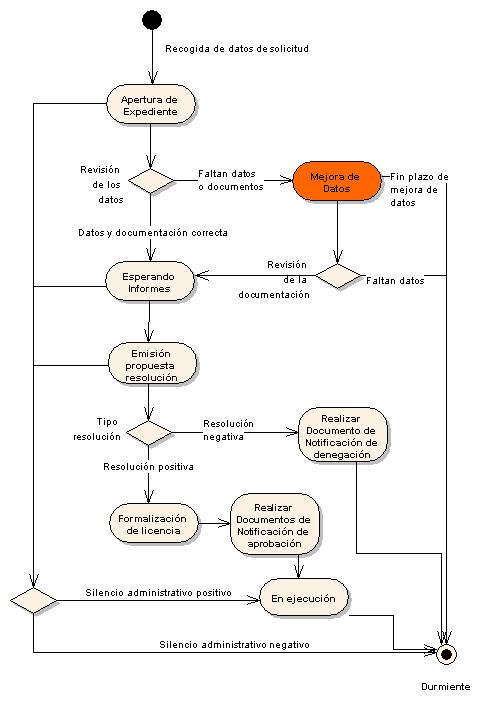 Recogida de datos de solicitud
Apertura de
Expediente
Revisión
de los
datos
Faltan datos
o documentos
Mejora de
Datos
Fin plazo de
mejora de
datos
Datos y documentación correcta
Esperando
Informes
Revisión
de la
documentación
Faltan datos
Emisión
propuesta
resolución
Tipo
resolución
Resolución
negativa
Realizar
Documento de
Notificación de
denegación
Resolución positiva
Formalización
de licencia
Realizar
Documentos de
Notificación de
aprobación
Silencio administrativo positivo
En ejecución
Silencio administrativo negativo
Durmiente